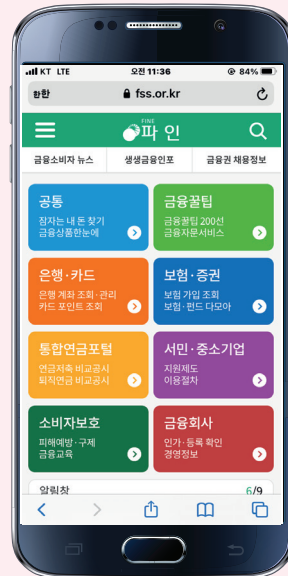 KT LTE 오전 11:36 84%
한한 fss.or.kr
FINE
파인
금융소비자 뉴스 생생금융인포 금융권 채용정보
공통
잠자는 내 돈 찾기
금융상품한눈에
금융꿀팁
금융꿀팁 200선
금융자문서비스
은행·카드
은행 계좌 조회·관리
카드 포인트 조회
보험·증권
보험 가입 조회
보험·펀드 다모아
통합연금포털
연금저축 비교공시
퇴직연금 비교공시
서민·중소기업
지원제도
이용절차
소비자보호
피해예방·구제
금융교육
금융회사
인가·등록 확인
경영정보
알림창 6/9